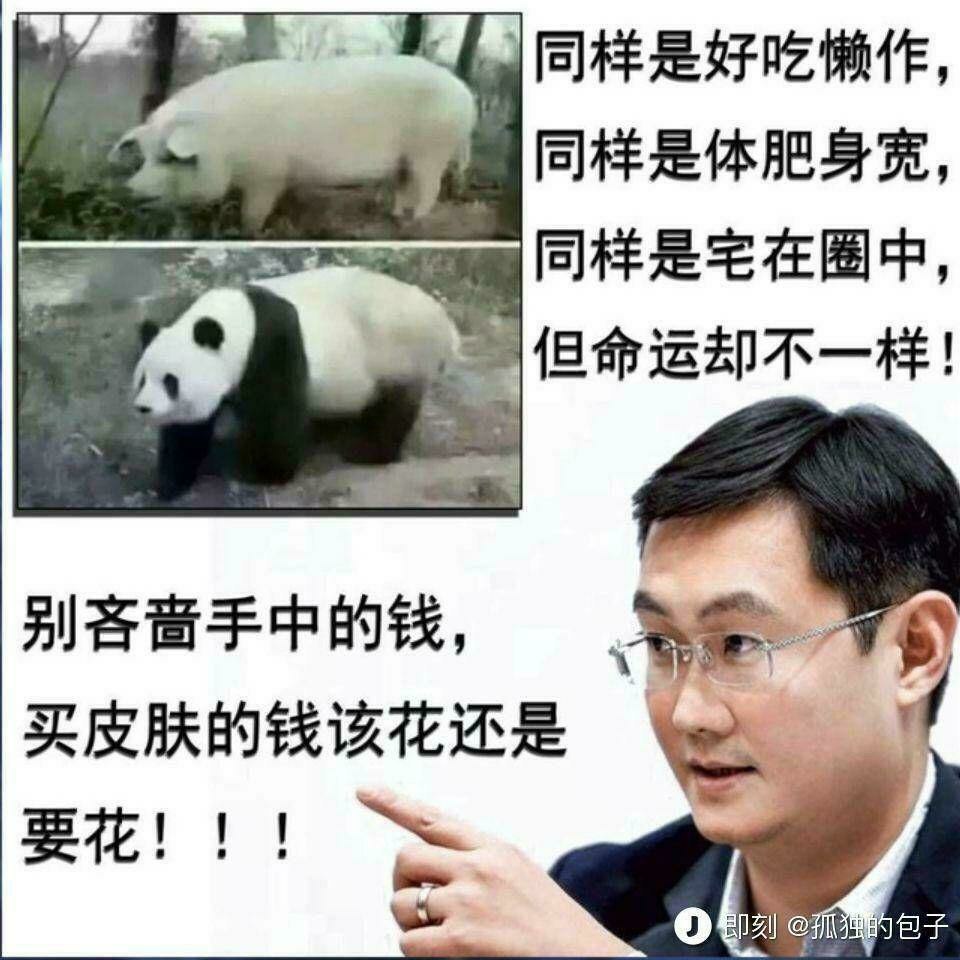 同样是好吃懒作，
同样是体肥身宽，
同样是宅在圈中，
但命运却不一样！
别吝啬手中的钱，
买皮肤的钱该花还是
要花！！！
即刻 @孤独的包子